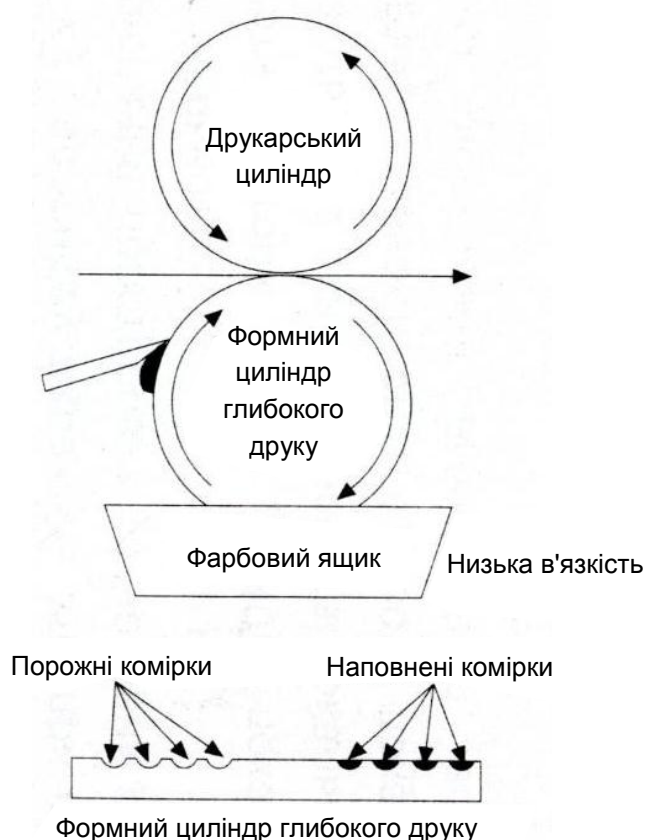 Друкарський
циліндр
Формний
циліндр
глибокого
друку
Фарбовий ящик
Низька в'язкість
Порожні комірки
Наповнені комірки
Формний циліндр глибокого друку